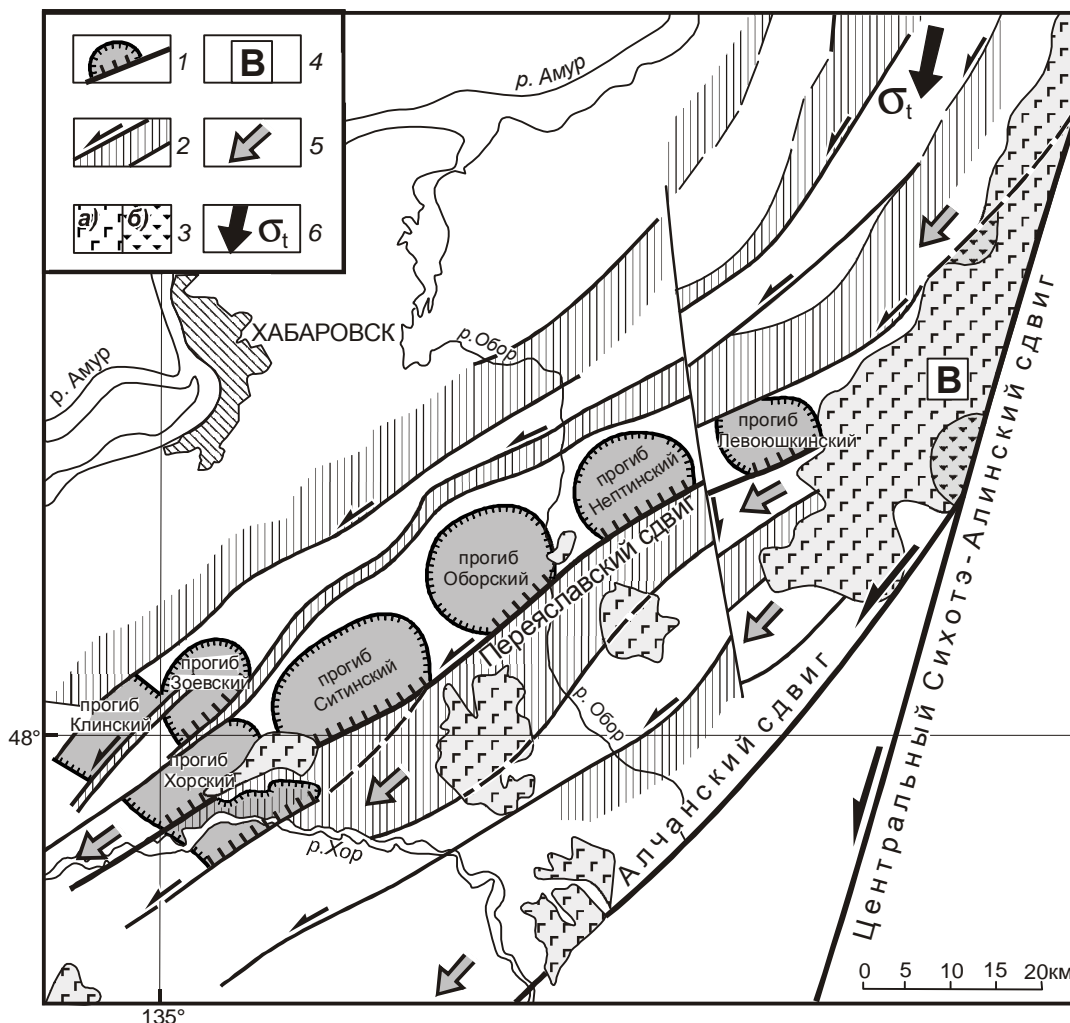 1
В
4
2
5
а)
б)
3
σt
6
р. Амур
σt
ХАБАРОВСК
р.Обор
р. Амур
В
прогиб
Левоюшкинский
прогиб
Нептинский
прогиб
Оборский
Переяславский сдвиг
прогиб
Ситинский
прогиб
Зоевский
прогиб
Клинский
прогиб
Хорский
р. Обор
р.Хор
Алчанский сдвиг
Центральный Сихотэ-Алинский сдвиг
48°
135°
0 5 10 15 20км